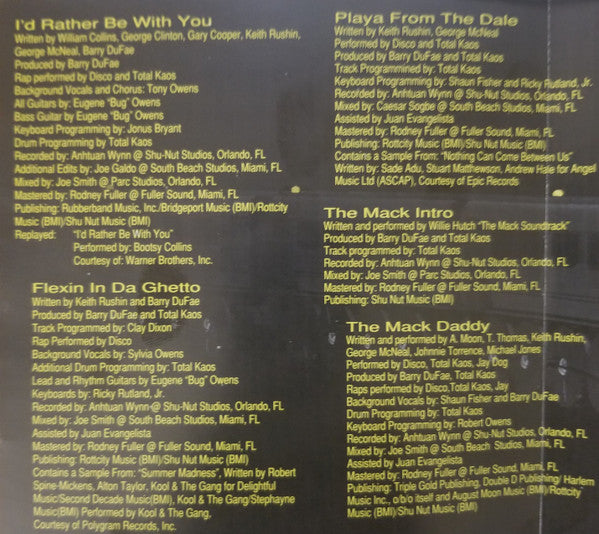 I'd Rather Be With You
Written by William Collins, George Clinton, Gary Cooper, Keith Rushin,
George McNeal, Barry DuFae
Produced by Barry DuFae
Rap performed by Disco and Total Kaos
Background Vocals and Chorus: Tony Owens
All Guitars by: Eugene "Bug" Owens
Bass Guitar by Eugene "Bug" Owens
Keyboard Programming by: Jonus Bryant
Drum Programming by Total Kaos
Recorded by: Anhtuan Wynn @ Shu-Nut Studios, Orlando, FL
Additional Edits by: Joe Galdo @ South Beach Studios, Miami, FL
Mixed by: Joe Smith @ Parc Studios, Orlando, FL
Mastered by: Rodney Fuller @ Fuller Sound, Miami, FL
Publishing: Rubberband Music, Inc./Bridgeport Music (BMI)/Rottcity
Music (BMI)/Shu Nut Music (BMI)
Replayed: "I'd Rather Be With You"
Performed by: Bootsy Collins
Courtesy of: Warner Brothers, Inc.
Flexin In Da Ghetto
Written by Keith Rushin and Barry DuFae
Produced by Barry DuFae and Total Kaos
Track Programmed by: Clay Dixon
Rap Performed by Disco
Background Vocals by: Sylvia Owens
Additional Drum Programming by: Total Kaos
Lead and Rhythm Guitars by Eugene "Bug" Owens
Keyboards by: Ricky Rutland, Jr.
Recorded by: Anhtuan Wynn @ Shu-Nut Studios, Orlando, FL
Mixed by: Joe Smith @ South Beach Studios, Miami, FL
Assisted by Juan Evangelista
Mastered by: Rodney Fuller @ Fuller Sound, Miami, FL
Publishing: Rottcity Music (BMI)/Shu Nut Music (BMI)
Contains a Sample From: "Summer Madness", Written by Robert
Spine-Mickens, Alton Taylor, Kool & The Gang for Delightful
Music/Second Decade Music(BMI), Kool & The Gang/Stephayne
Music(BMI) Performed by Kool & The Gang,
Courtesy of Polygram Records, Inc.
Playa From The Dale
Written by Keith Rushin, George McNeal
Performed by Disco and Total Kaos
Produced by Barry DuFae and Total Kaos
Track Programmined by: Total Kaos
Keyboard Programming by: Shaun Fisher and Ricky Rutland, Jr.
Recorded by: Anhtuan Wynn @ Shu-Nut Studios, Orlando, FL
Mixed by: Caesar Sogbe @ South Beach Studios, Miami, FL
Assisted by Juan Evangelista
Mastered by: Rodney Fuller @ Fuller Sound, Miami, FL
Publishing: Rottcity Music (BMI)/Shu Nut Music (BMI)
Contains a Sample From: "Nothing Can Come Between Us"
Written by: Sade Adu, Stuart Matthewson, Andrew Hale for Angel
Music Ltd (ASCAP), Courtesy of Epic Records
The Mack Intro
Written and performed by Willie Hutch "The Mack Soundtrack"
Produced by Barry DuFae and Total Kaos
Track programmed by: Total Kaos
Recorded by: Anhtuan Wynn @ Shu-Nut Studios, Orlando, FL
Mixed by: Joe Smith @ Parc Studios, Orlando, FL
Mastered by: Rodney Fuller @ Fuller Sound, Miami, FL
Publishing: Shu Nut Music (BMI)
The Mack Daddy
Written and performed by A. Moon, T. Thomas, Keith Rushin,
George McNeal, Johnnie Torrence, Michael Jones
Performed by Disco, Total Kaos, Jay Dog
Produced by Barry DuFae, Total Kaos
Raps performed by Disco,Total Kaos, Jay
Background Vocals by: Shaun Fisher and Barry DuFae
Drum Programming by: Total Kaos
Keyboard Programming by: Robert Owens
Recorded by: Anhtuan Wynn @ Shu-Nut Studios, Orlando, FL
Mixed by: Joe Smith @ South Beach Studios, Miami, FL
Assisted by Juan Evangelista
Mastered by: Rodney Fuller @ Fuller Sound, Miami, FL
Publishing: Triple Gold Publishing, Double D Publishing/ Harlem
Music Inc., o/b/o itself and August Moon Music (BMI)/Rottcity
Music (BMI)/Shu Nut Music (BMI)